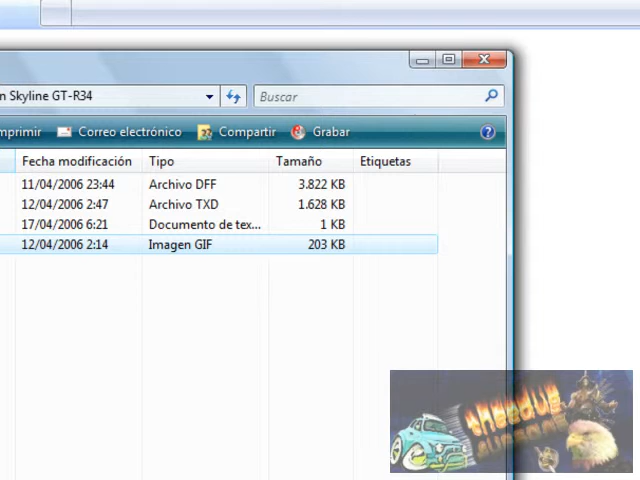 n Skyline GT-R34
Buscar
mprimir Correo electrónico Compartir Grabar
Fecha modificación Tipo Tamaño Etiquetas
11/04/2006 23:44 Archivo DFF 3.822 KB
12/04/2006 2:47 Archivo TXD 1.628 KB
17/04/2006 6:21 Documento de tex... 1 KB
12/04/2006 2:14 Imagen GIF 203 KB